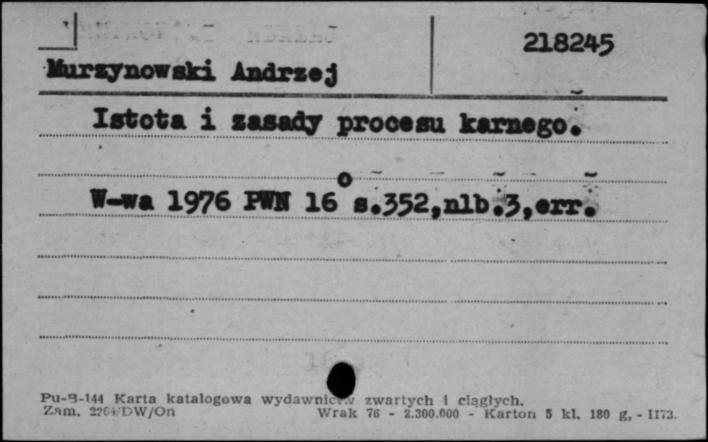 218245
Murzynowski Andrzej
Istota i zasady procesu karnego.
W-wa 1976 PWN 16° s.352,nlb.3,err.
Pu-B-144 Karta katalogowa wydawnictw zwartych i ciągłych.
Zam. 2264/DW/On Wrak 76 - 2.300.000 - Karton 5 kl. 180 g. - II73.